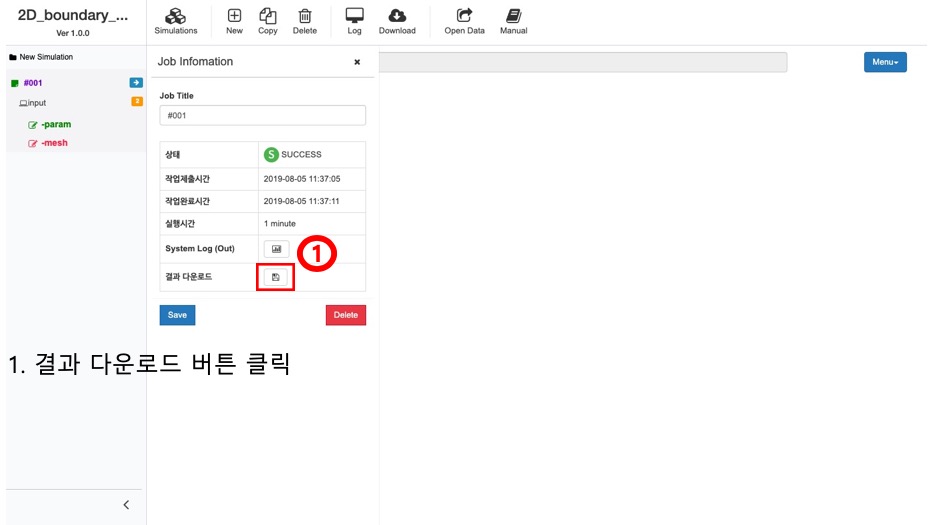 2D_boundary_...
Ver 1.0.0
Simulations
New
Copy
Delete
Log
Download
Open Data
Manual
New Simulation
#001
input
2
-param
-mesh
Job Infomation
Menu
Job Title
#001
상태 S SUCCESS
작업제출시간 2019-08-05 11:37:05
작업완료시간 2019-08-05 11:37:11
실행시간 1 minute
System Log (Out)
1
결과 다운로드
Save
Delete
1. 결과 다운로드 버튼 클릭